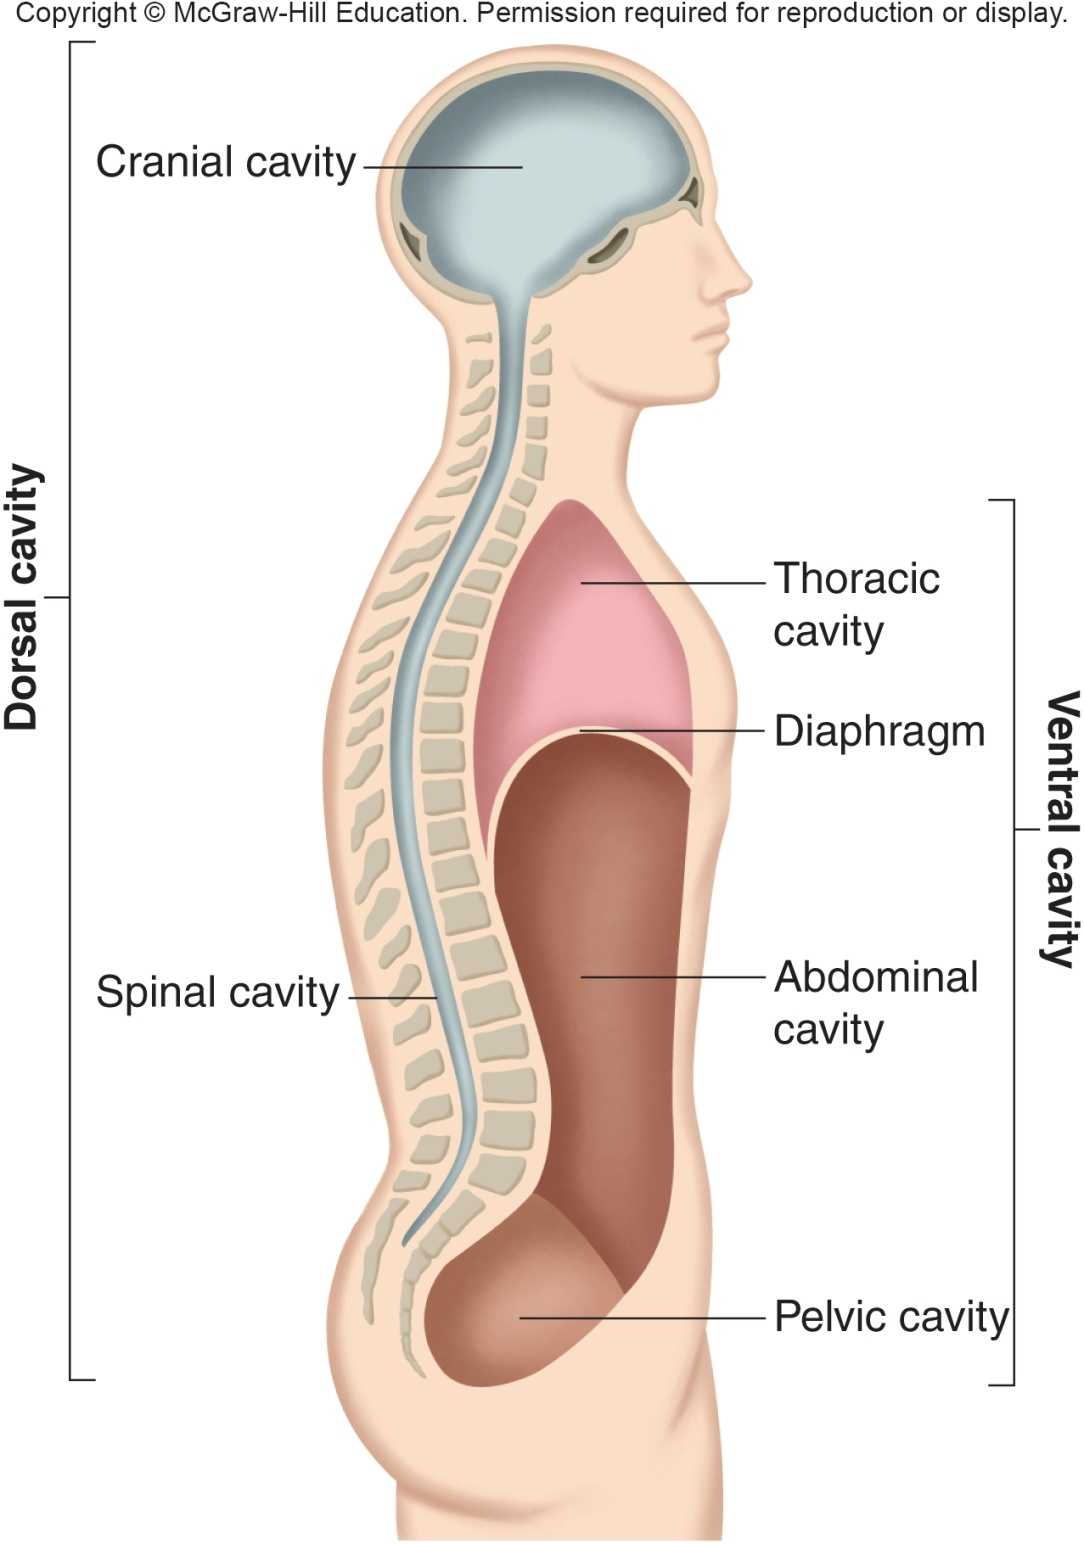 Copyright © McGraw-Hill Education. Permission required for reproduction or display.
Cranial cavity
Dorsal cavity
Spinal cavity
Thoracic
cavity
Diaphragm
Abdominal
cavity
Pelvic cavity
Ventral cavity